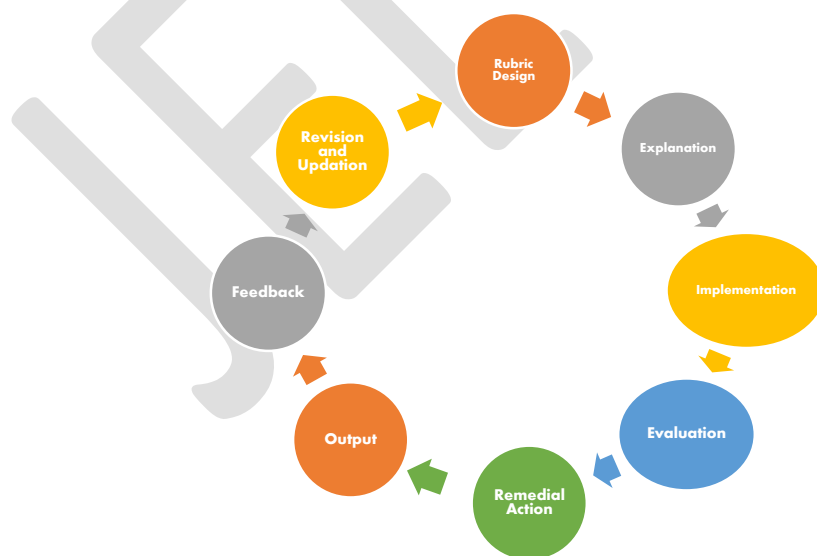 Rubric
Design
Explanation
Implementation
Evaluation
Remedial
Action
Output
Feedback
Revision
and
Updation